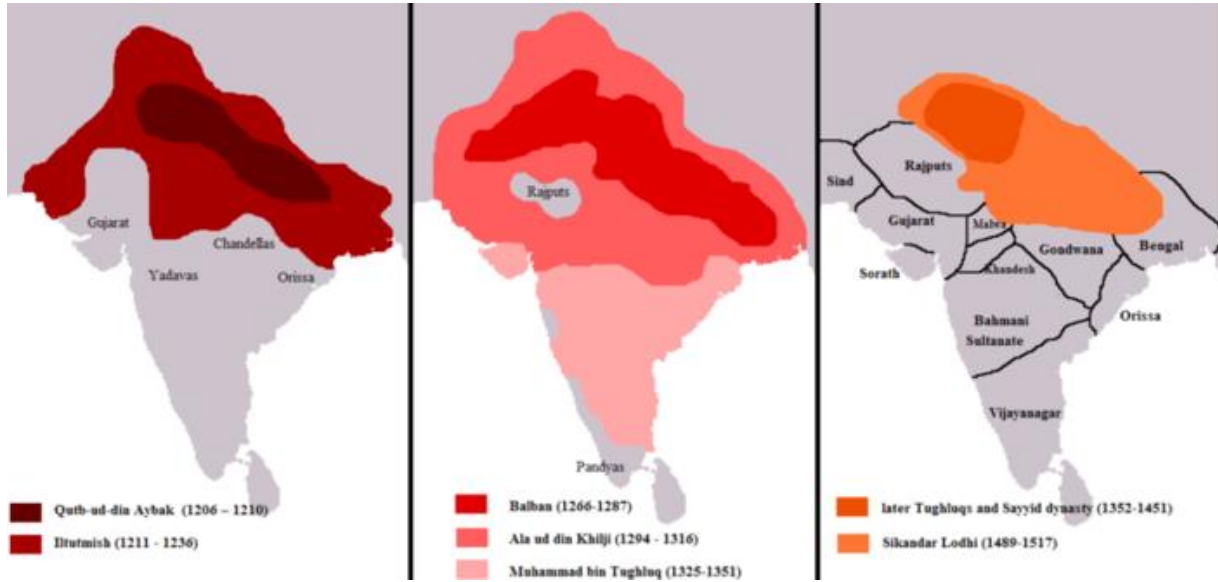 Gujarat
Chandellas
Yadavas
Orissa
Qutb-ud-din Aybak (1206 – 1210)
Iltutmish (1211 - 1236)
Rajputs
Pandyas
Balban (1266-1287)
Ala ud din Khilji (1294 - 1316)
Muhammad bin Tughluq (1325-1351)
Rajputs
Sind
Gujarat
Malwa
Gondwana
Bengal
Sorath
Khandesh
Orissa
Bahmani
Sultanate
Vijayanagar
later Tughluqs and Sayyid dynasty (1352-1451)
Sikandar Lodhi (1489-1517)